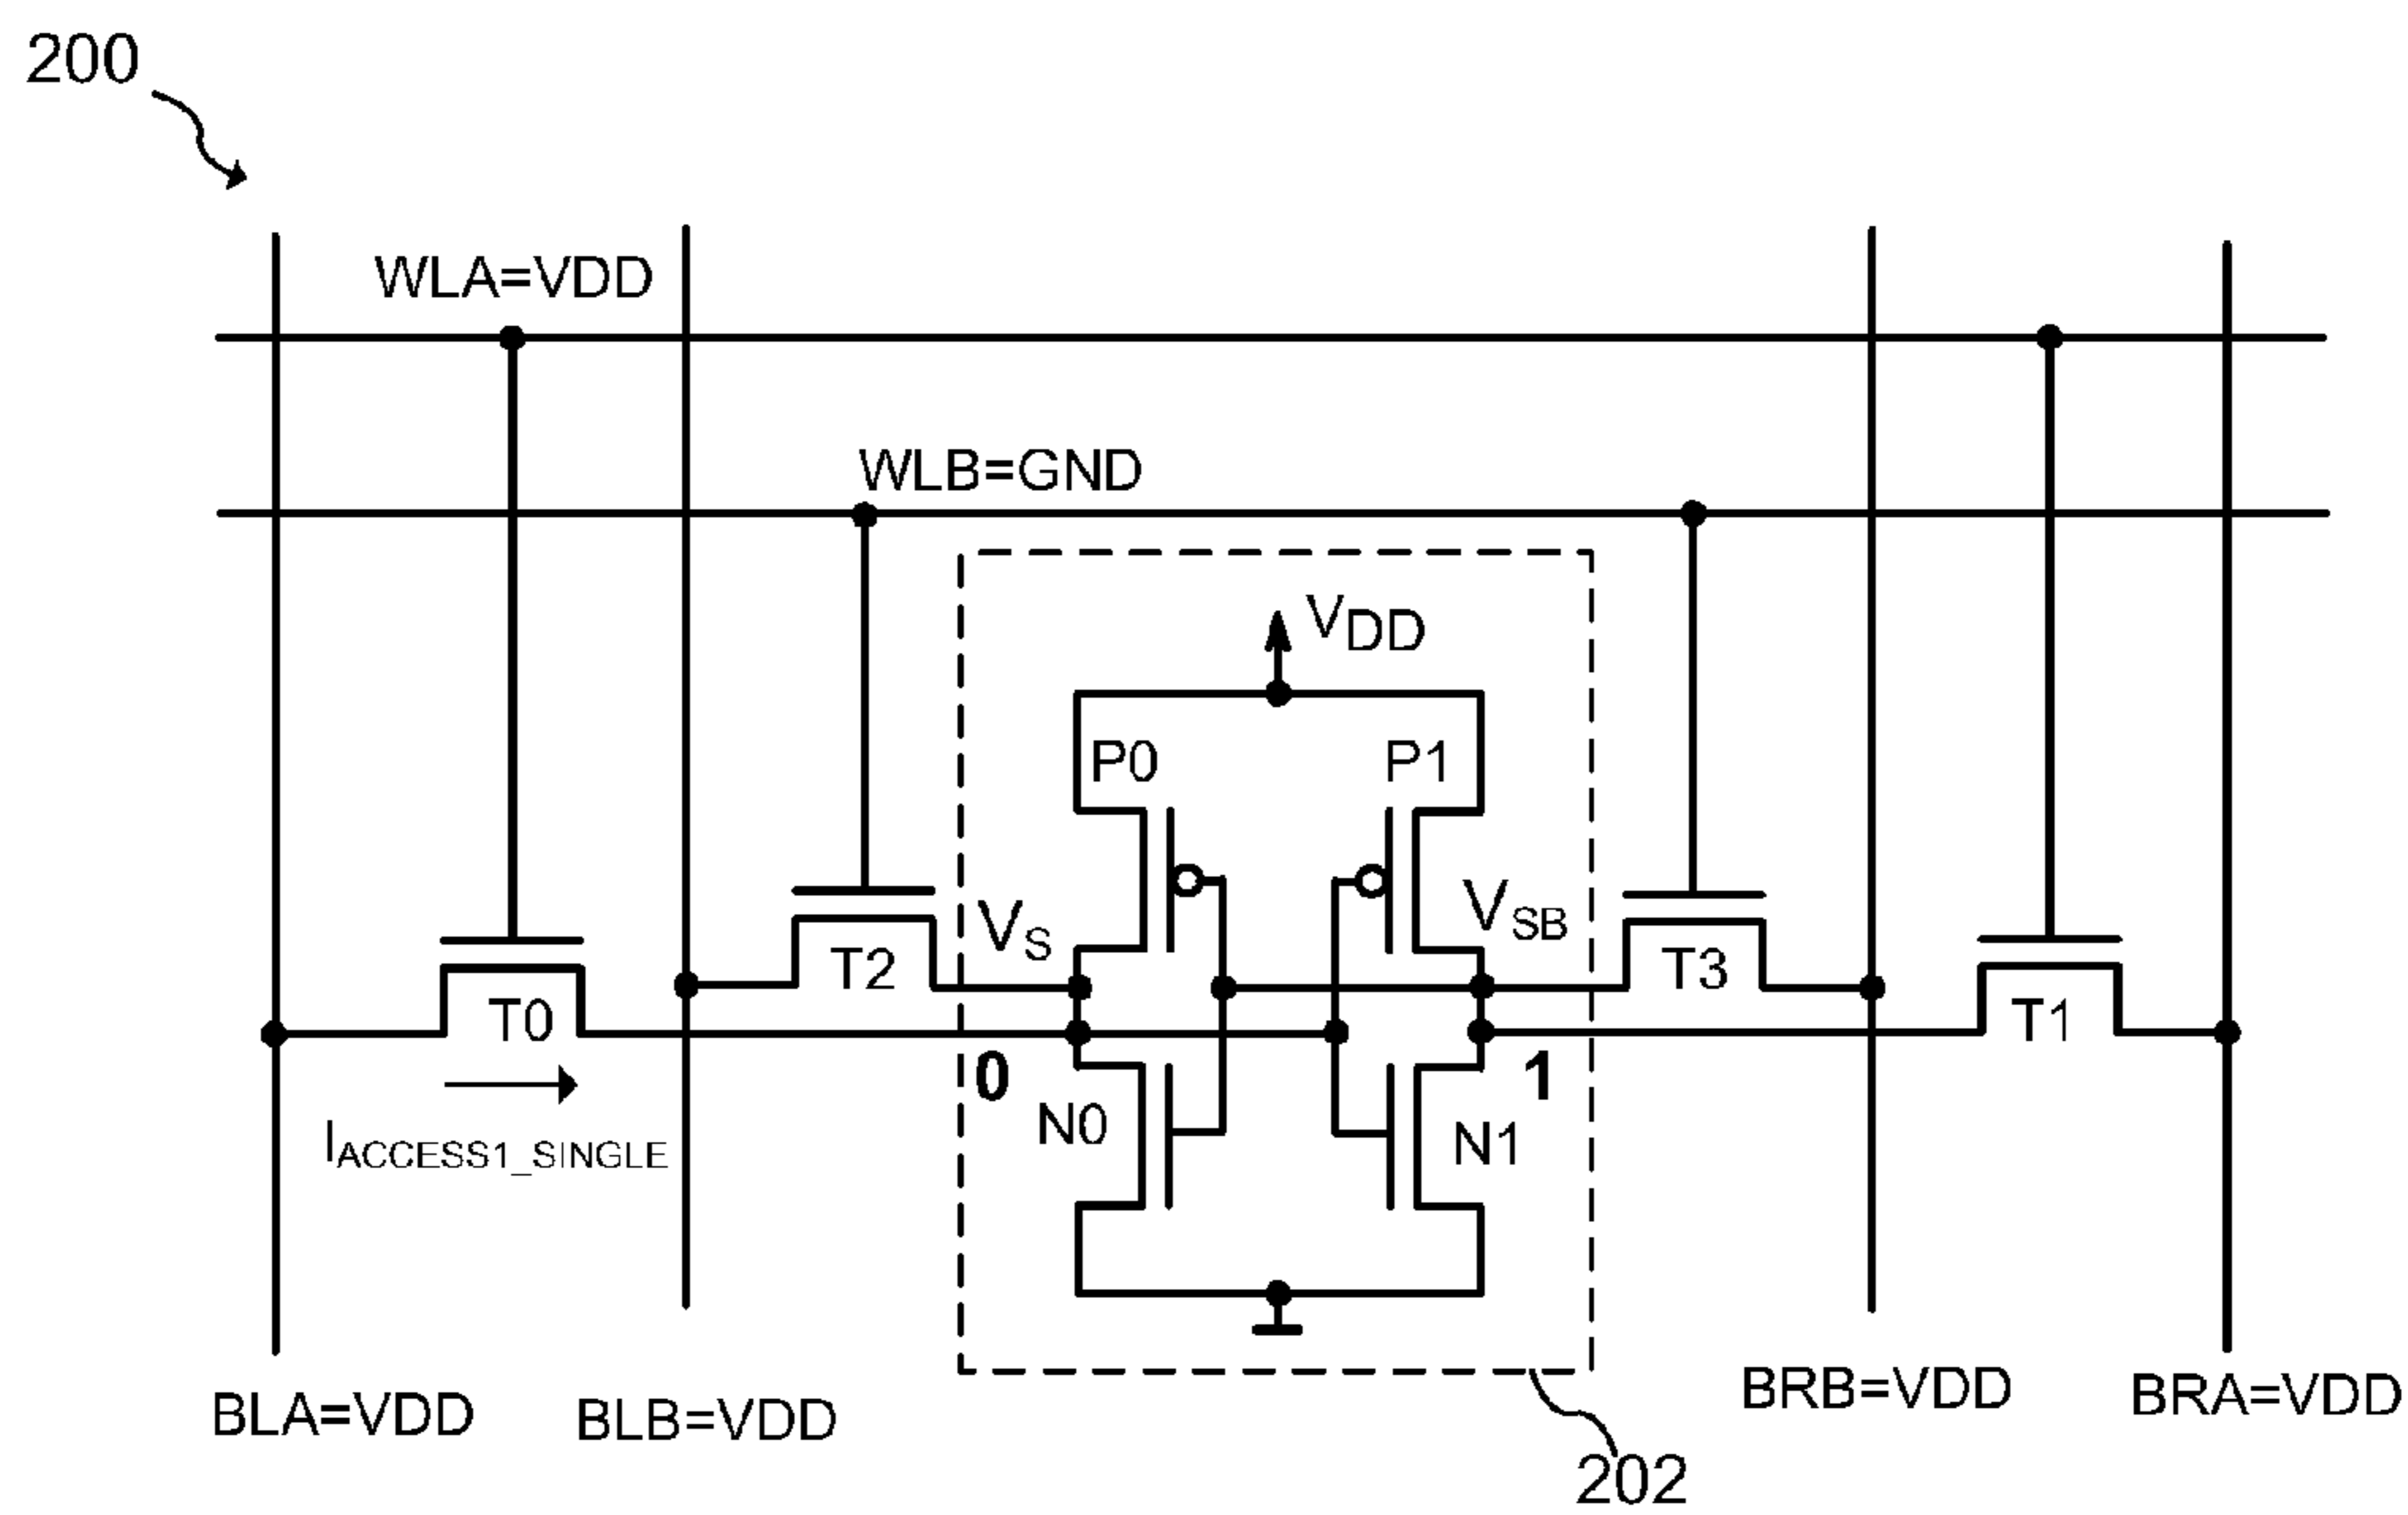 200
WLA=VDD
WLB=GND
VDD
P0 P1
VS VSB
T2 T3
T0 T1
0 1
N0 N1
IACCESS1_SINGLE
BLA=VDD BLB=VDD BRB=VDD BRA=VDD
202